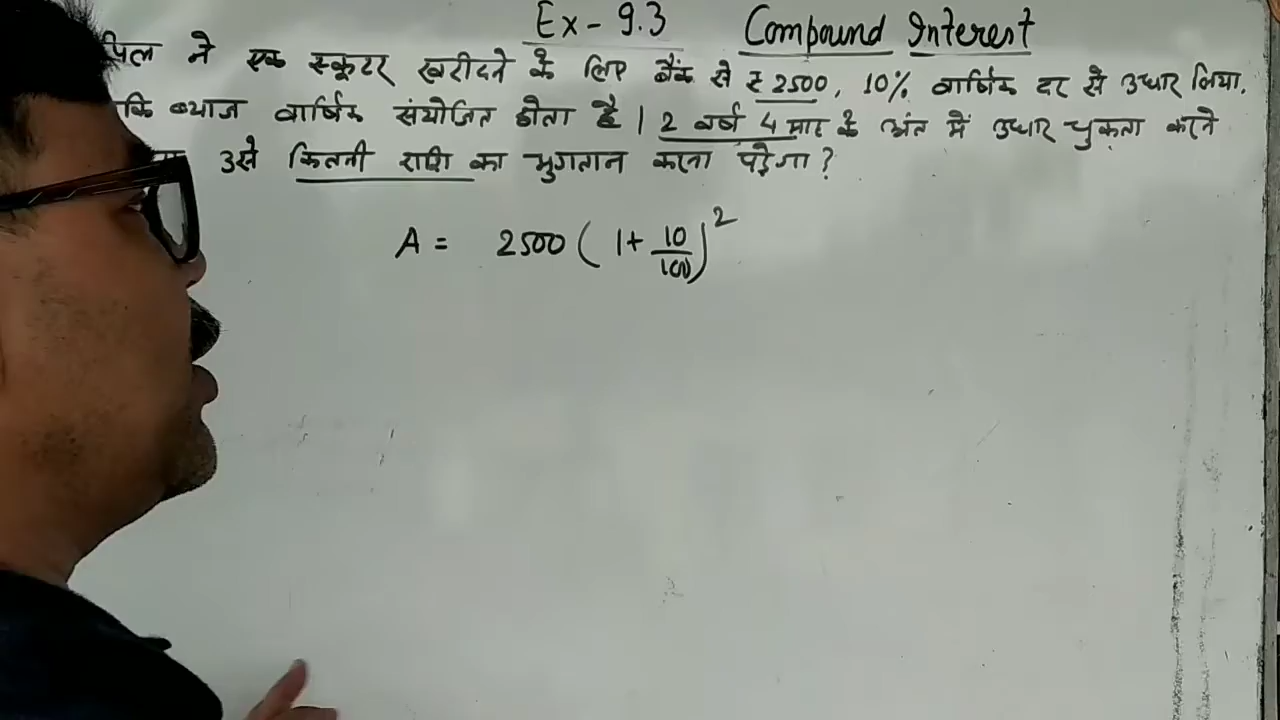 Ex - 9.3 Compound Interest
ने एक स्कूटर खरीदने के लिए बैंक से ₹ 2500, 10% वार्षिक दर से उधार लिया,
कि ब्याज वार्षिक संयोजित होता है। 2 वर्ष 4 माह के अंत में उधार चुकता करने
उसे कितनी राशि का भुगतान करना पड़ेगा?
A = 2500 ( 1 + 10/100 )^2